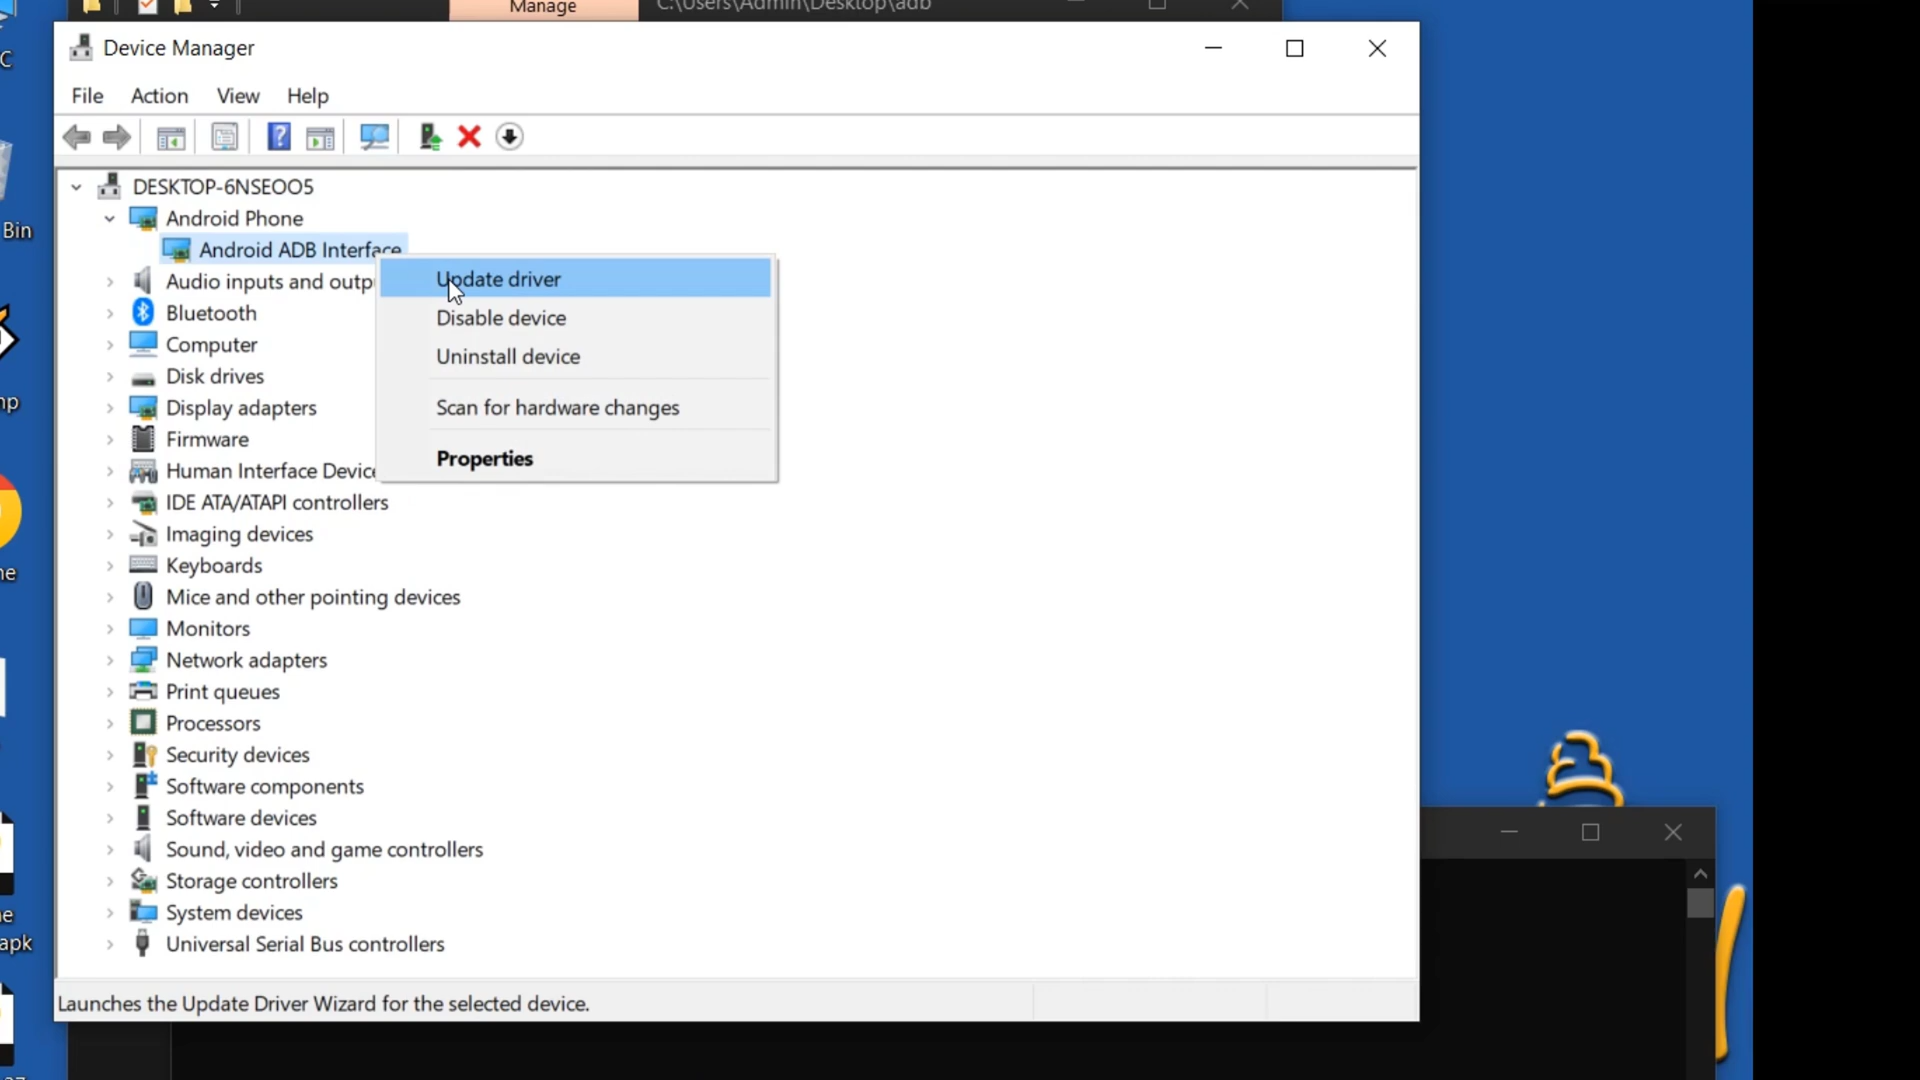 Manage
C:\Users\Admin\Desktop\adb
Device Manager
File Action View Help
DESKTOP-6NSEOO5
Android Phone
Android ADB Interface
Update driver
Disable device
Uninstall device
Scan for hardware changes
Properties
Audio inputs and outp
Bluetooth
Computer
Disk drives
Display adapters
Firmware
Human Interface Device
IDE ATA/ATAPI controllers
Imaging devices
Keyboards
Mice and other pointing devices
Monitors
Network adapters
Print queues
Processors
Security devices
Software components
Software devices
Sound, video and game controllers
Storage controllers
System devices
Universal Serial Bus controllers
Launches the Update Driver Wizard for the selected device.
C
Bin
np
ne
ne
apk